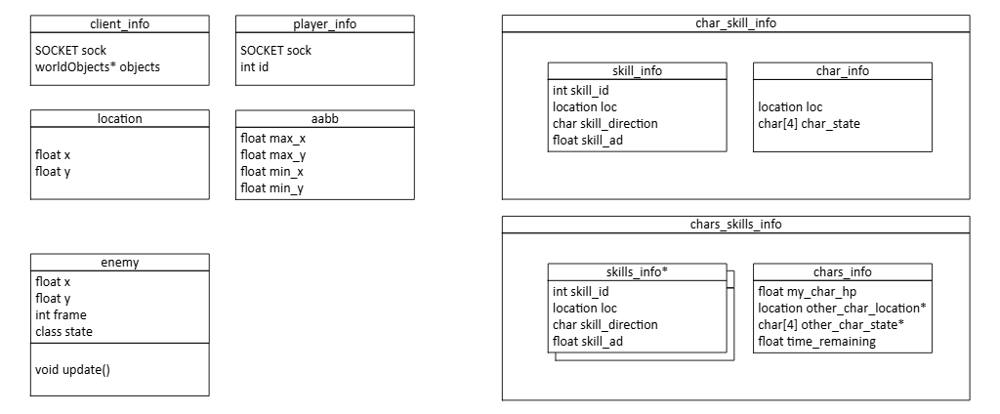 client_info
SOCKET sock
worldObjects* objects
player_info
SOCKET sock
int id
location
float x
float y
aabb
float max_x
float max_y
float min_x
float min_y
enemy
float x
float y
int frame
class state
void update()
char_skill_info
skill_info
int skill_id
location loc
char skill_direction
float skill_ad
char_info
location loc
char[4] char_state
chars_skills_info
skills_info*
int skill_id
location loc
char skill_direction
float skill_ad
chars_info
float my_char_hp
location other_char_location*
char[4] other_char_state*
float time_remaining